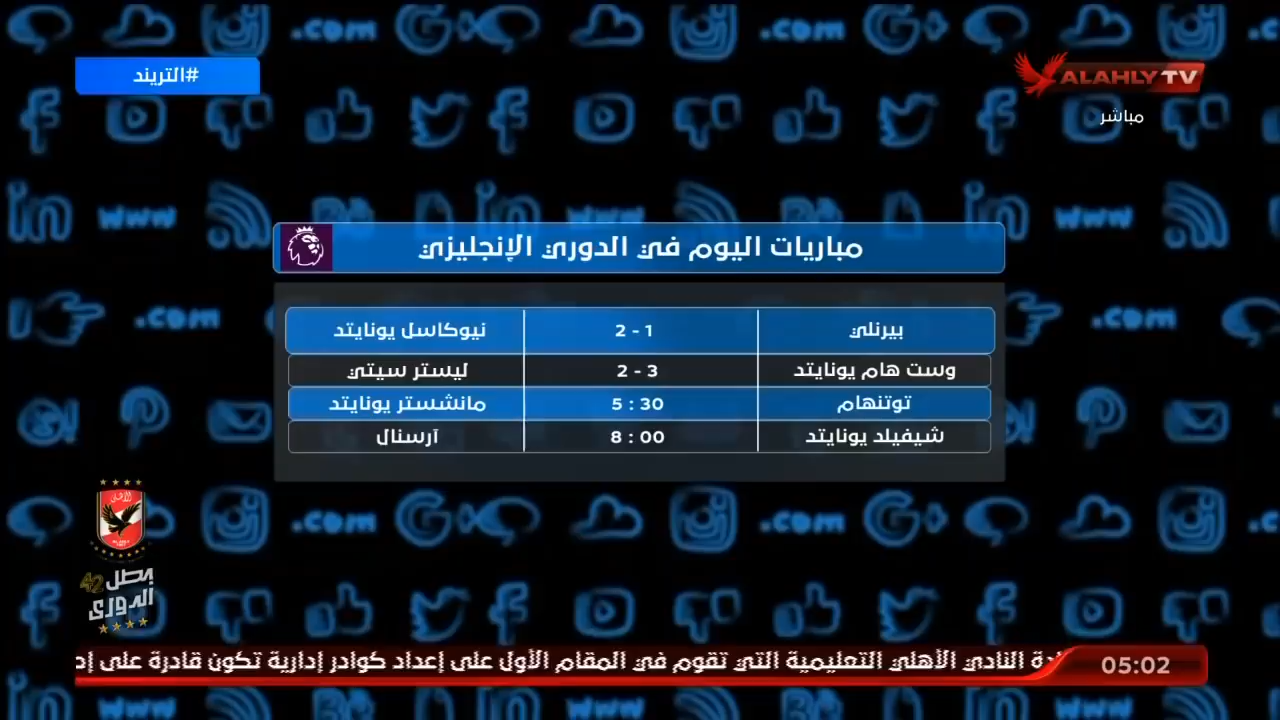 #التريند
ALAHLY TV
مباشر
مباريات اليوم في الدوري الإنجليزي
بيرنلي 1 - 2 نيوكاسل يونايتد
وست هام يونايتد 3 - 2 ليستر سيتي
توتنهام 5 : 30 مانشستر يونايتد
شيفيلد يونايتد 8 : 00 آرسنال
بطل الدوري 42
النادي الأهلي التعليمية التي تقوم في المقام الأول على إعداد كوادر إدارية تكون قادرة على
05:02